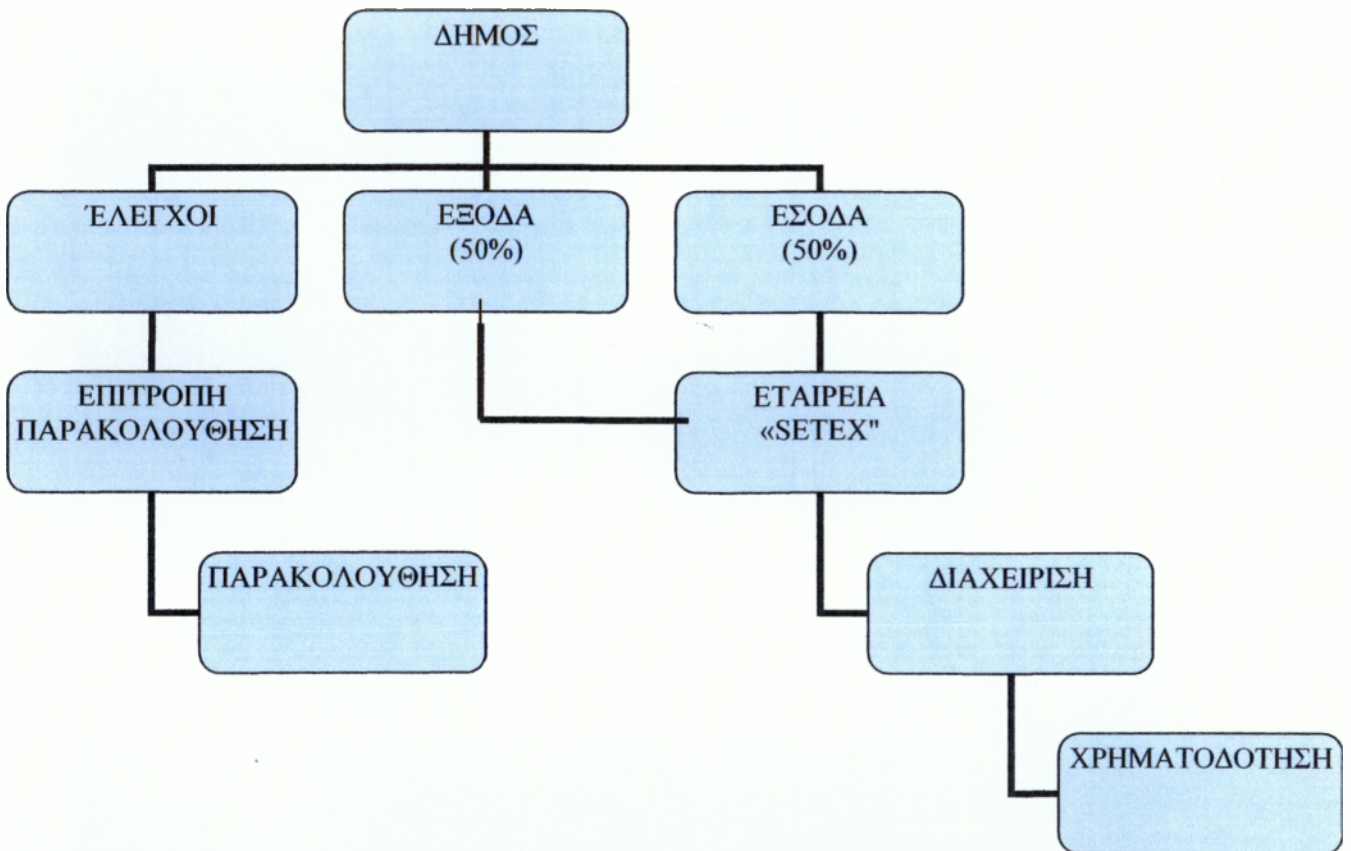 ΔΗΜΟΣ
ΈΛΕΓΧΟΙ
ΕΞΟΔΑ
(50%)
ΕΣΟΔΑ
(50%)
ΕΠΙΤΡΟΠΗ
ΠΑΡΑΚΟΛΟΥΘΗΣΗ
ΕΤΑΙΡΕΙΑ
«SETEX"
ΠΑΡΑΚΟΛΟΥΘΗΣΗ
ΔΙΑΧΕΙΡΙΣΗ
ΧΡΗΜΑΤΟΔΟΤΗΣΗ